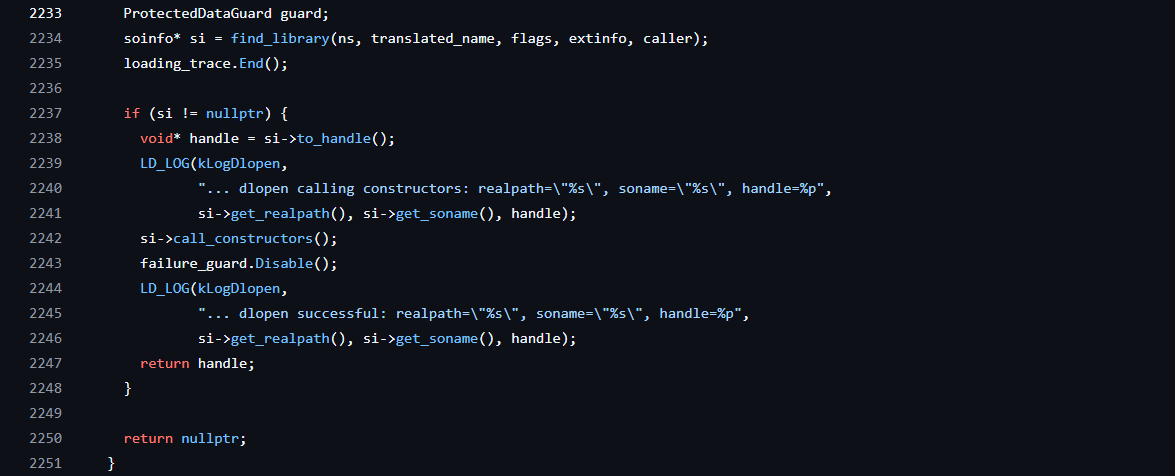 2233 ProtectedDataGuard guard;
2234 soinfo* si = find_library(ns, translated_name, flags, extinfo, caller);
2235 loading_trace.End();
2236
2237 if (si != nullptr) {
2238 void* handle = si->to_handle();
2239 LD_LOG(kLogDlopen,
2240 "... dlopen calling constructors: realpath=\"%s\", soname=\"%s\", handle=%p",
2241 si->get_realpath(), si->get_soname(), handle);
2242 si->call_constructors();
2243 failure_guard.Disable();
2244 LD_LOG(kLogDlopen,
2245 "... dlopen successful: realpath=\"%s\", soname=\"%s\", handle=%p",
2246 si->get_realpath(), si->get_soname(), handle);
2247 return handle;
2248 }
2249
2250 return nullptr;
2251 }